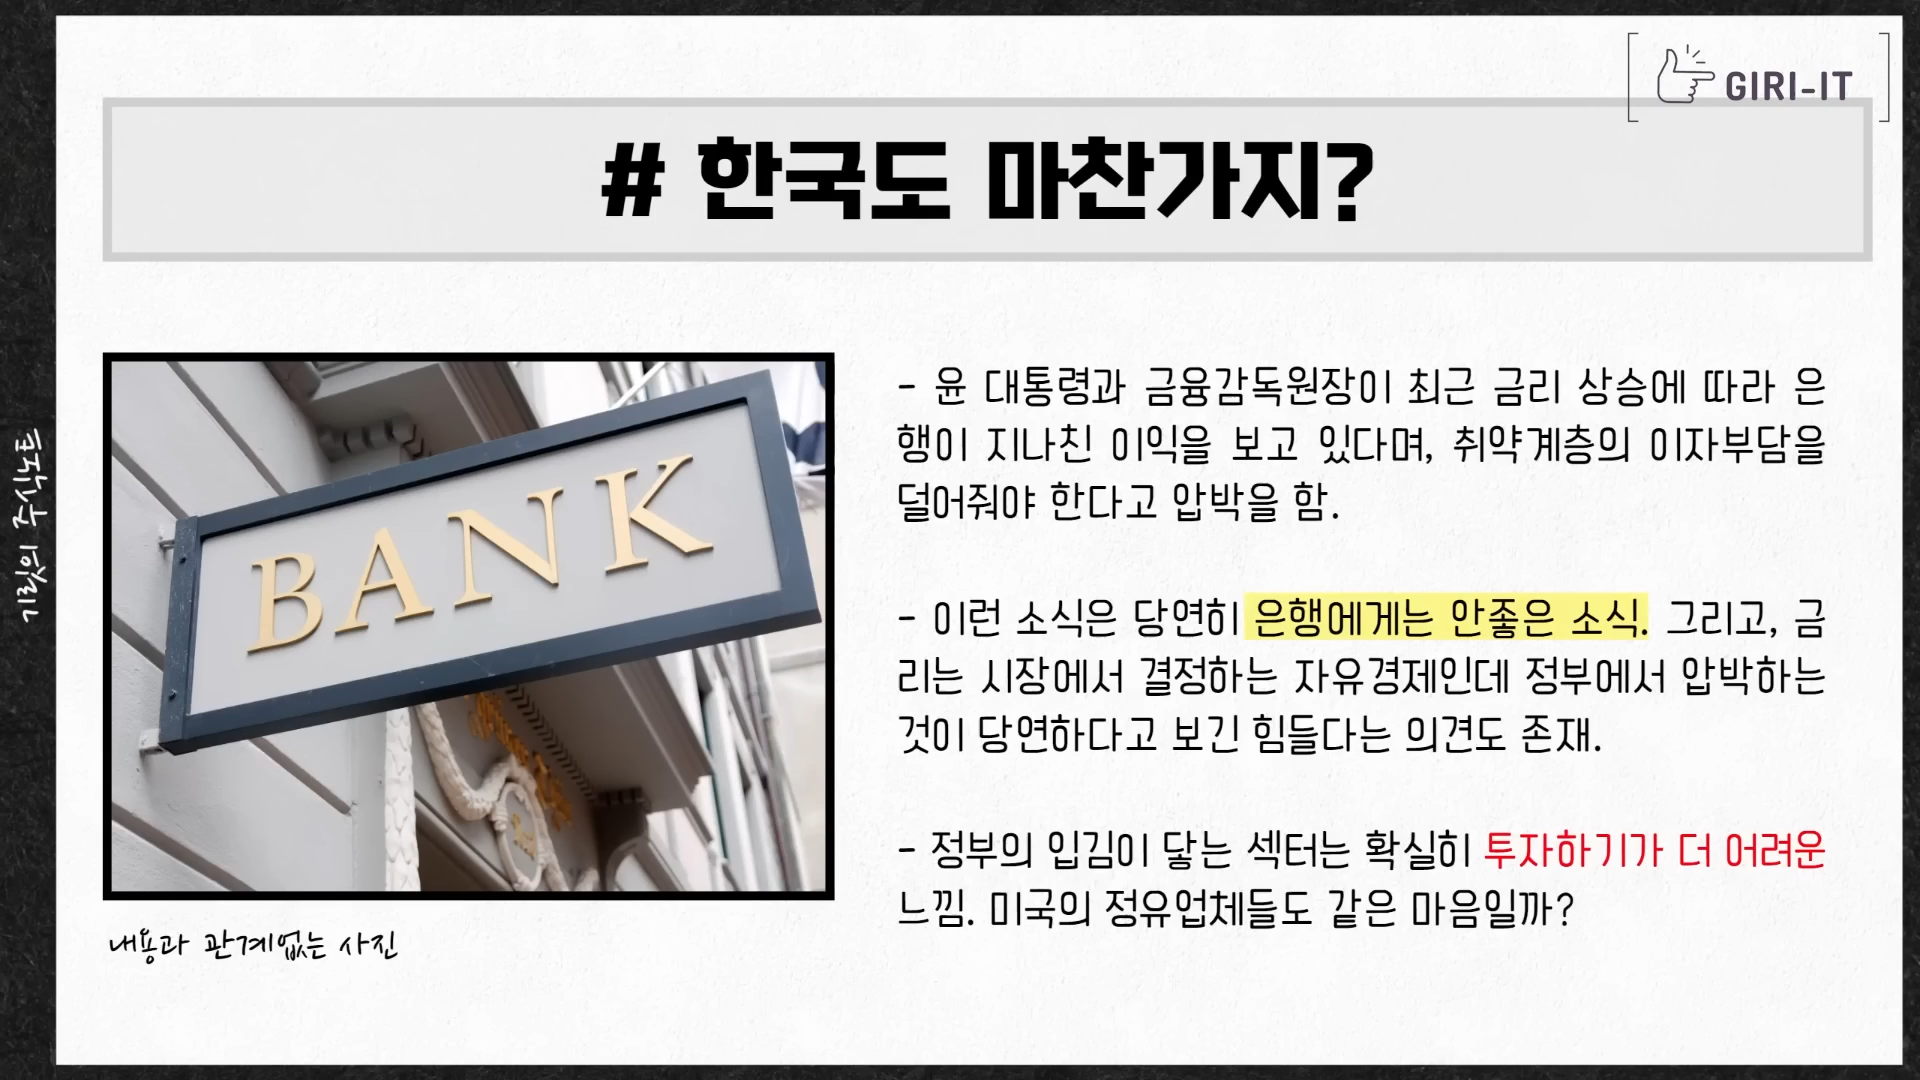 GIRI-IT
# 한국도 마찬가지?
기릿의 주식노트
BANK
내용과 관계없는 사진
- 윤 대통령과 금융감독원장이 최근 금리 상승에 따라 은
행이 지나친 이익을 보고 있다며, 취약계층의 이자부담을
덜어줘야 한다고 압박을 함.
- 이런 소식은 당연히 은행에게는 안좋은 소식. 그리고, 금
리는 시장에서 결정하는 자유경제인데 정부에서 압박하는
것이 당연하다고 보긴 힘들다는 의견도 존재.
- 정부의 입김이 닿는 섹터는 확실히 투자하기가 더 어려운
느낌. 미국의 정유업체들도 같은 마음일까?